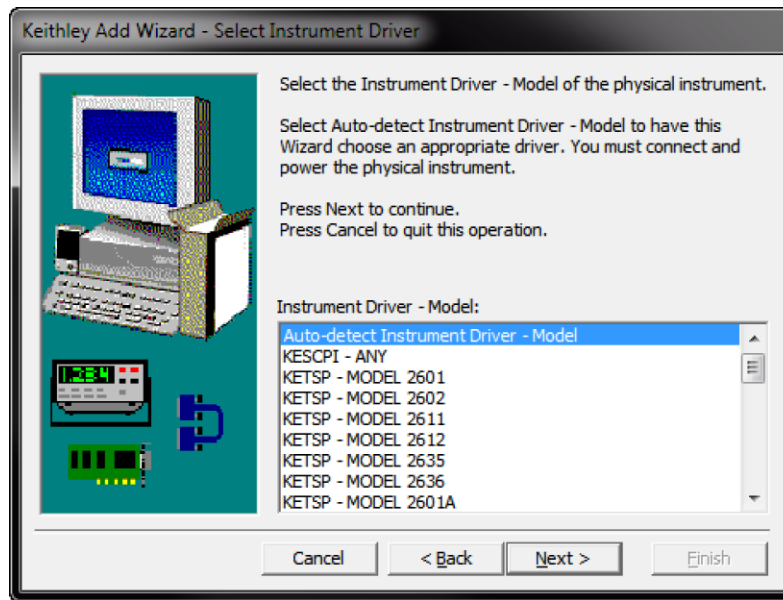 Keithley Add Wizard - Select Instrument Driver
Select the Instrument Driver - Model of the physical instrument.
Select Auto-detect Instrument Driver - Model to have this
Wizard choose an appropriate driver. You must connect and
power the physical instrument.
Press Next to continue.
Press Cancel to quit this operation.
Instrument Driver - Model:
Auto-detect Instrument Driver - Model
KESCPI - ANY
KETSP - MODEL 2601
KETSP - MODEL 2602
KETSP - MODEL 2611
KETSP - MODEL 2612
KETSP - MODEL 2635
KETSP - MODEL 2636
KETSP - MODEL 2601A
1.234
Cancel
< Back
Next >
Finish